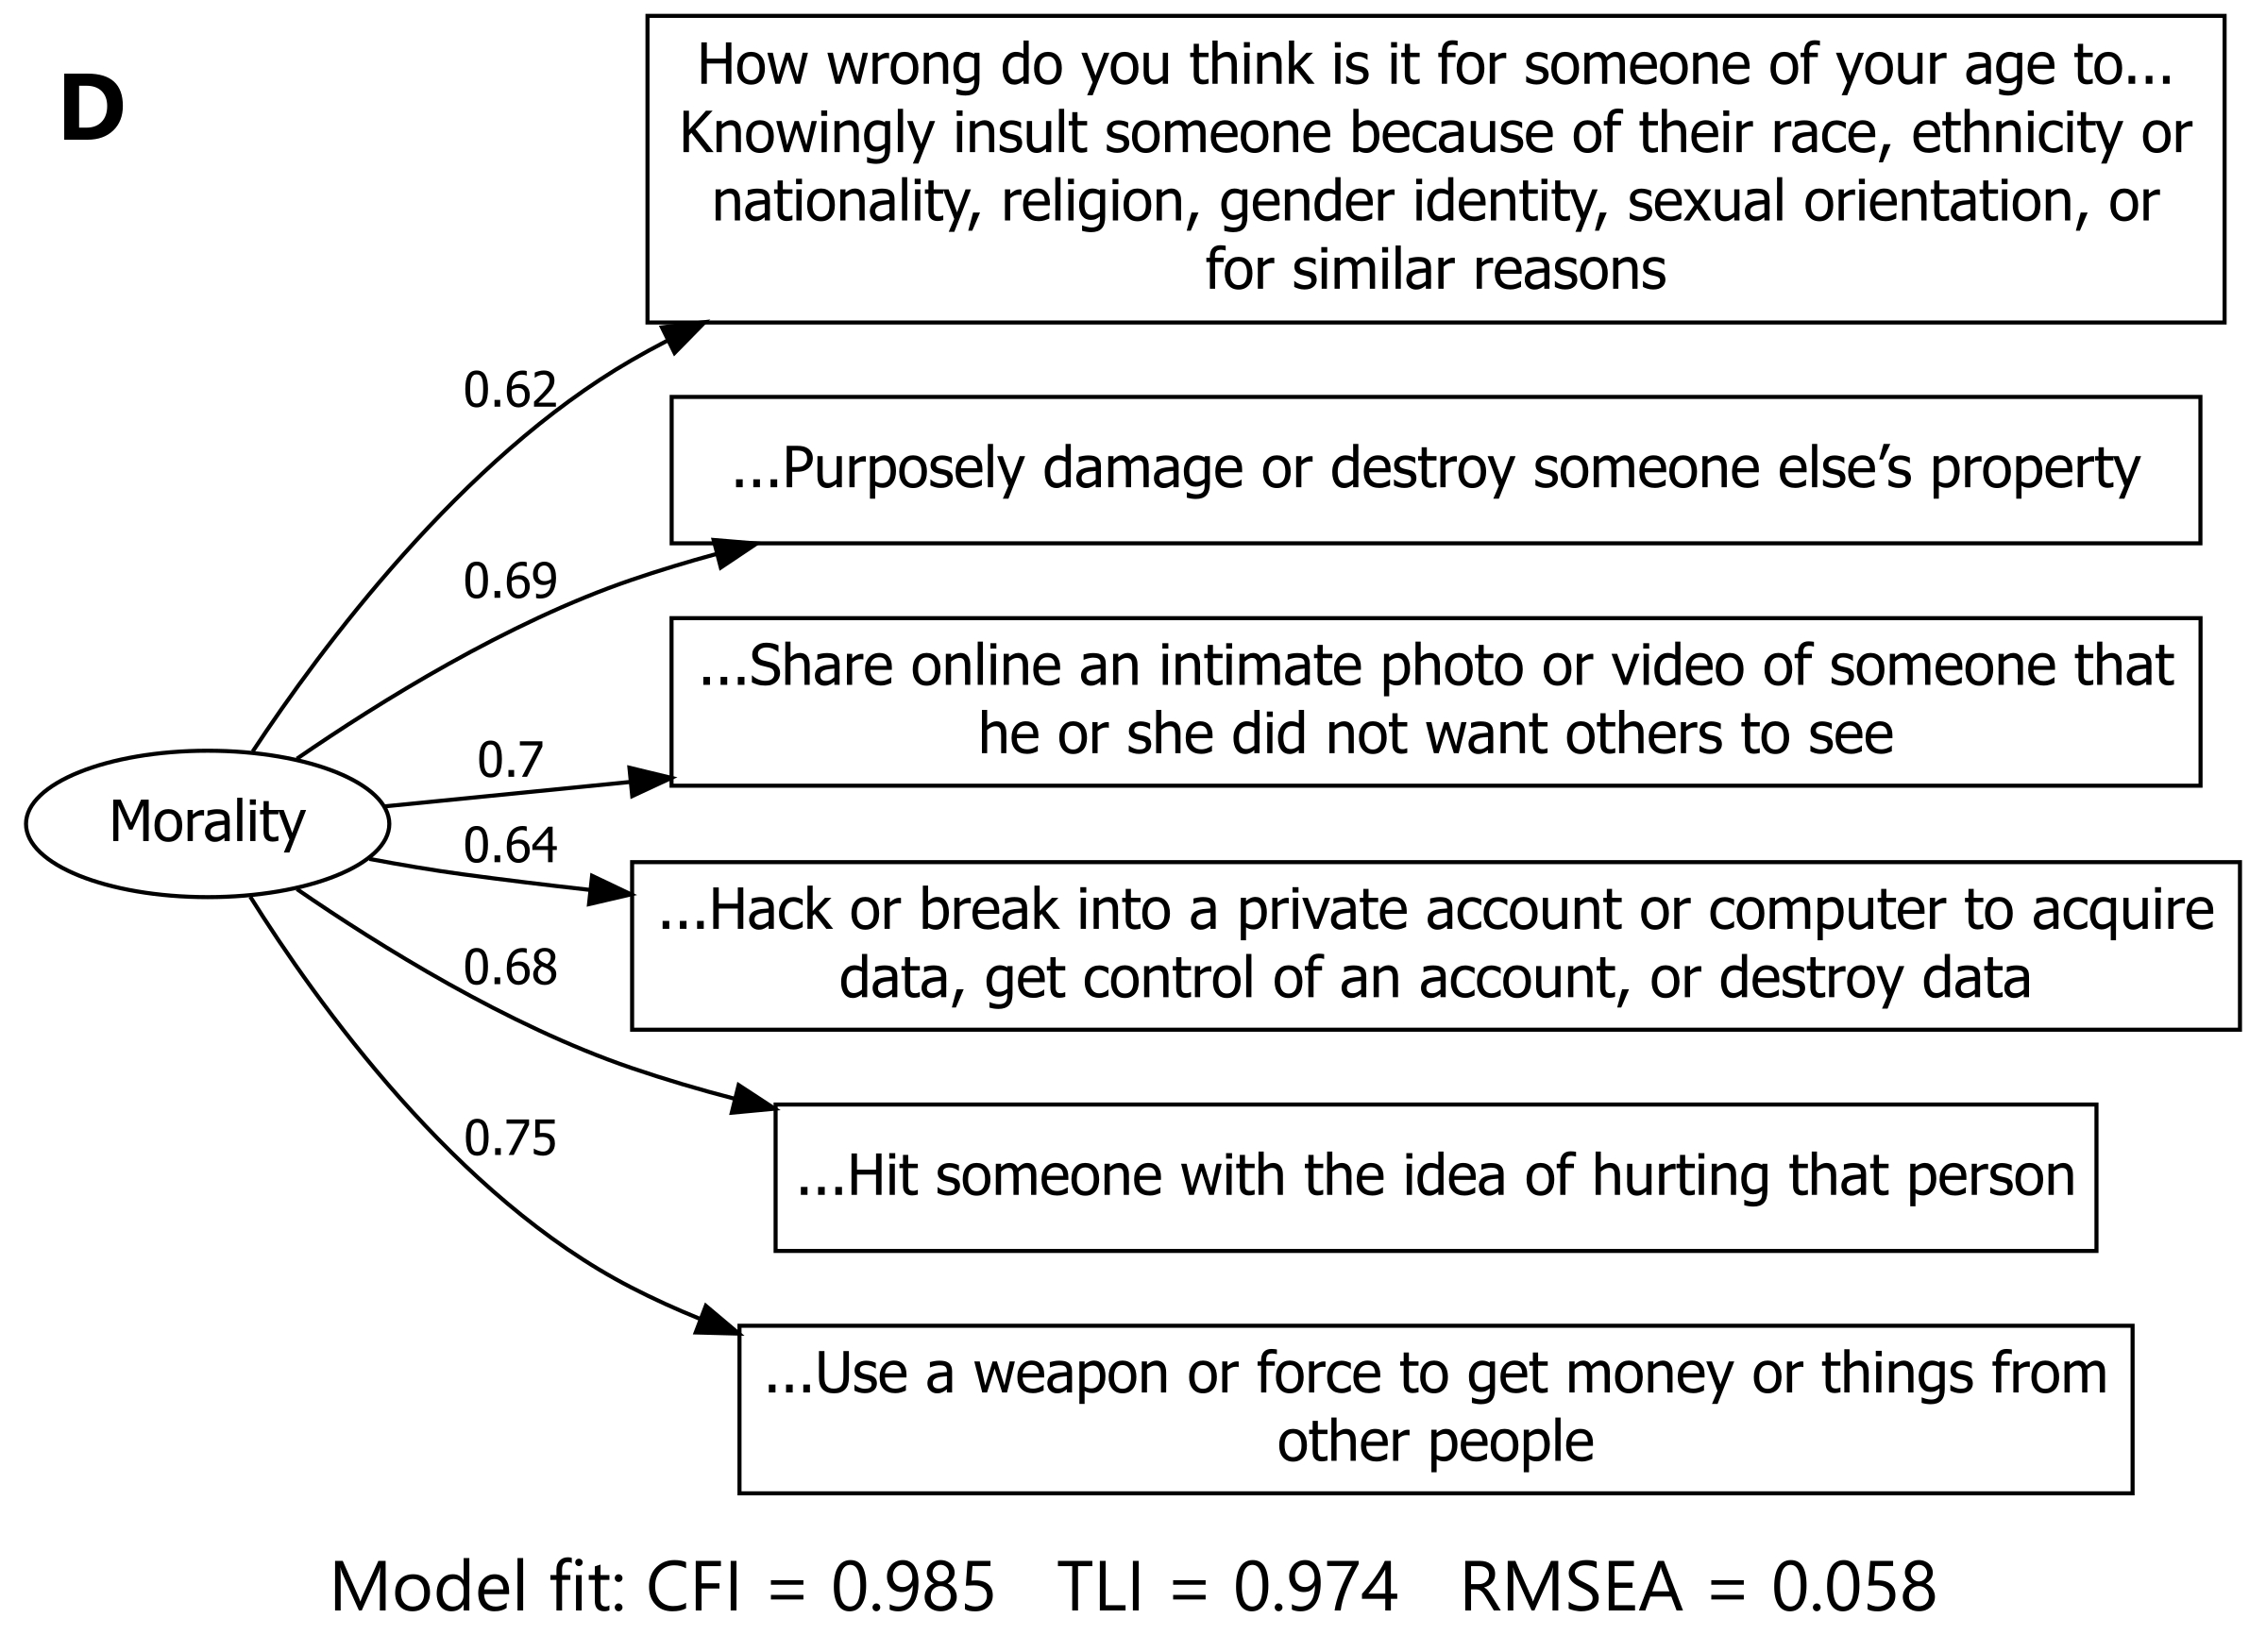 D
How wrong do you think is it for someone of your age to...
Knowingly insult someone because of their race, ethnicity or
nationality, religion, gender identity, sexual orientation, or
for similar reasons
0.62
...Purposely damage or destroy someone else’s property
0.69
...Share online an intimate photo or video of someone that
he or she did not want others to see
0.7
Morality
0.64
...Hack or break into a private account or computer to acquire
data, get control of an account, or destroy data
0.68
...Hit someone with the idea of hurting that person
0.75
...Use a weapon or force to get money or things from
other people
Model fit: CFI = 0.985 TLI = 0.974 RMSEA = 0.058